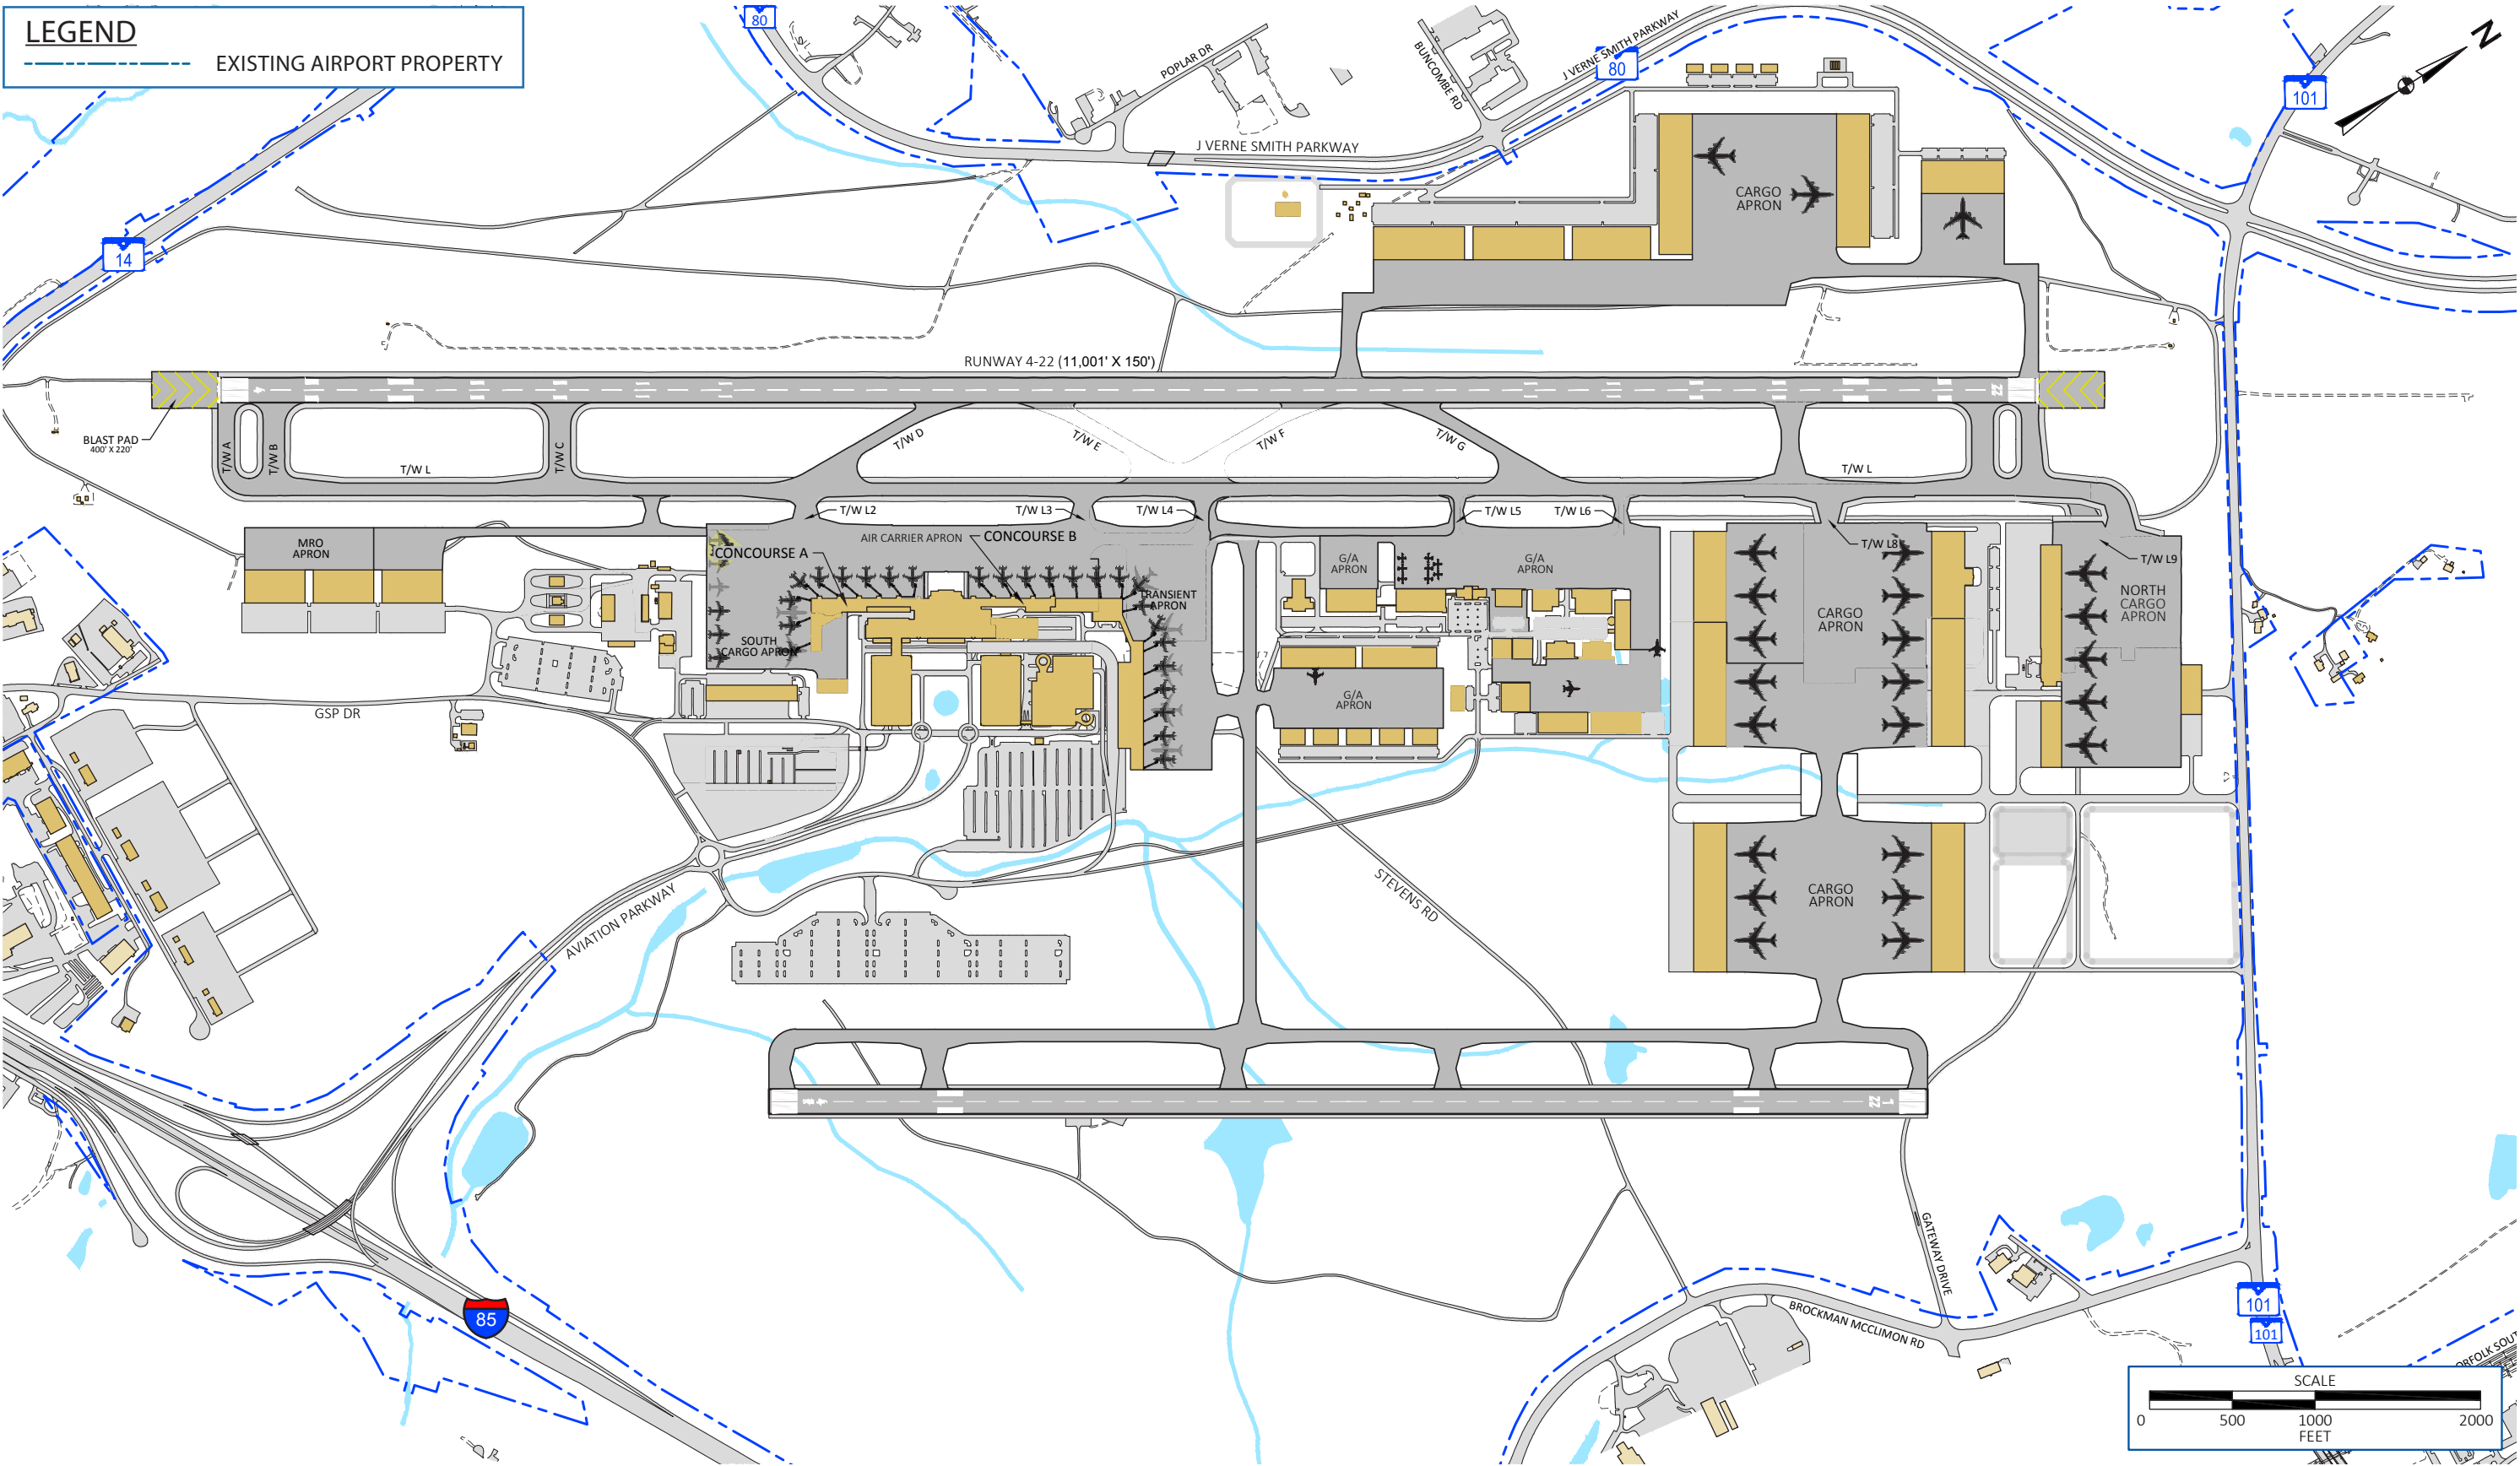 LEGEND
EXISTING AIRPORT PROPERTY
80
POPLAR DR
BUNCOMBE RD
J VERNE SMITH PARKWAY
80
101
N
J VERNE SMITH PARKWAY
14
CARGO
APRON
RUNWAY 4-22 (11,001' X 150')
4
22
BLAST PAD
400' X 220'
T/W A
T/W B
T/W L
T/W C
T/W D
T/W E
T/W F
T/W G
T/W L
T/W L2
T/W L3
T/W L4
T/W L5
T/W L6
T/W L8
T/W L9
MRO
APRON
AIR CARRIER APRON
CONCOURSE B
CONCOURSE A
G/A
APRON
G/A
APRON
TRANSIENT
APRON
SOUTH
CARGO APRON
CARGO
APRON
NORTH
CARGO
APRON
G/A
APRON
GSP DR
STEVENS RD
AVIATION PARKWAY
CARGO
APRON
22
GATEWAY DRIVE
BROCKMAN MCCLIMON RD
85
101
101
SCALE
0 500 1000 2000
FEET